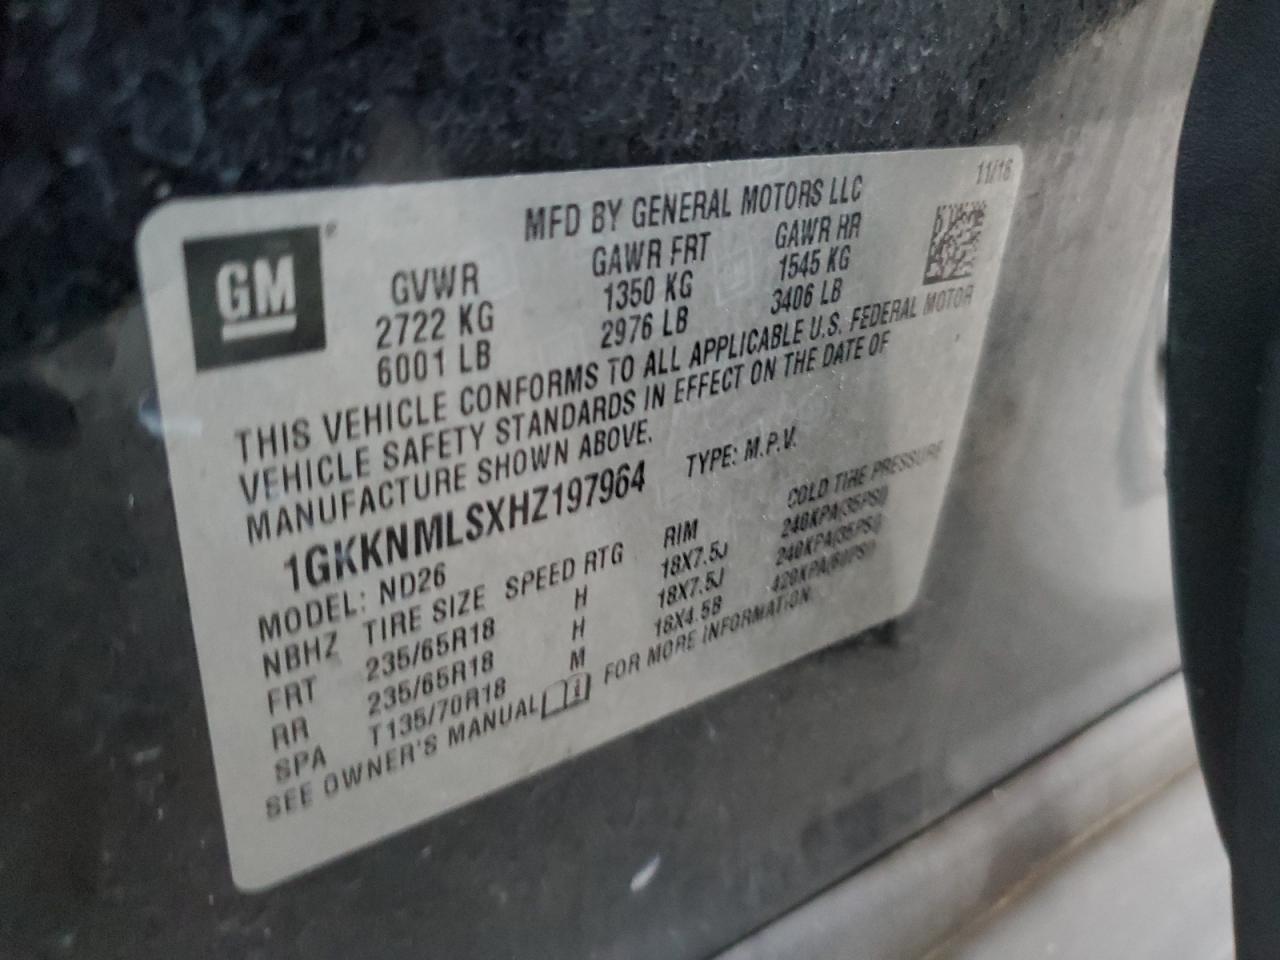 11/16
MFD BY GENERAL MOTORS LLC
GM
GVWR GAWR FRT GAWR RR
2722 KG 1350 KG 1545 KG
6001 LB 2976 LB 3406 LB
THIS VEHICLE CONFORMS TO ALL APPLICABLE U.S. FEDERAL MOTOR
VEHICLE SAFETY STANDARDS IN EFFECT ON THE DATE OF
MANUFACTURE SHOWN ABOVE.
1GKKNMLSXHZ197964 TYPE: M.P.V.
MODEL: ND26
NBHZ TIRE SIZE SPEED RTG RIM COLD TIRE PRESSURE
FRT 235/65R18 H 18X7.5J 240KPA(35PSI)
RR 235/65R18 H 18X7.5J 240KPA(35PSI)
SPA T135/70R18 M 18X4.5B 420KPA(60PSI)
SEE OWNER'S MANUAL FOR MORE INFORMATION.